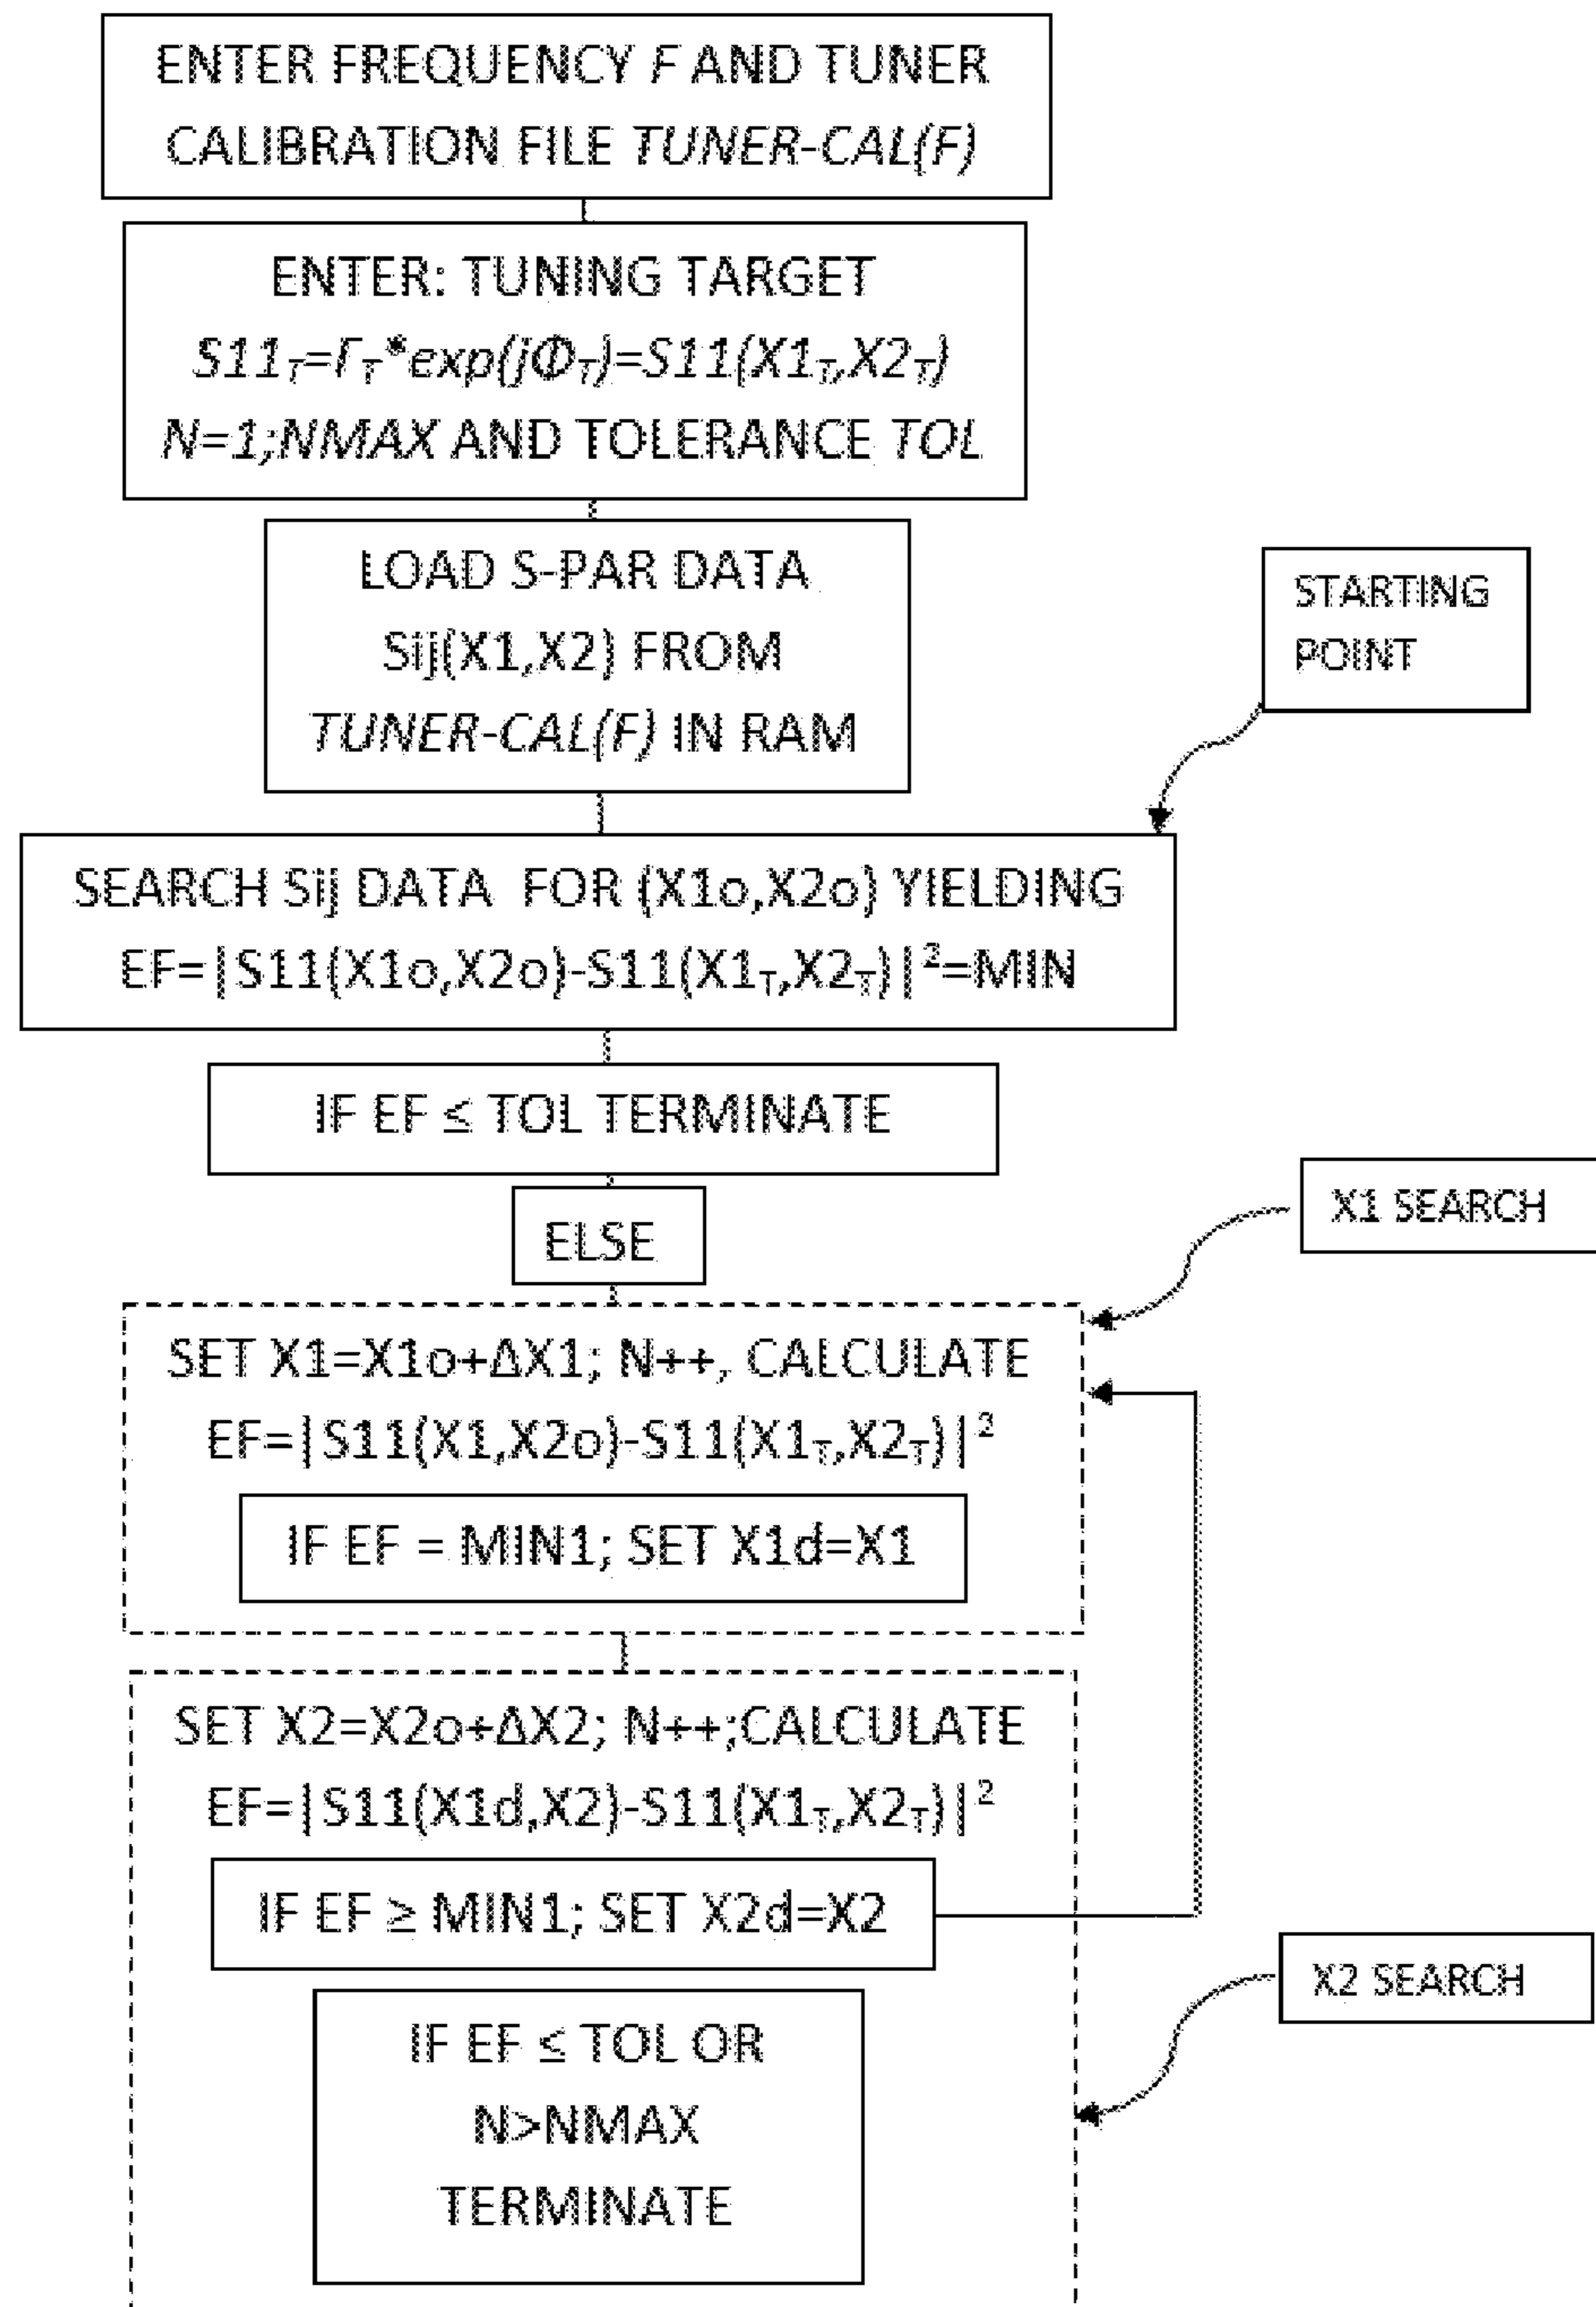 ENTER FREQUENCY F AND TUNER
CALIBRATION FILE TUNER-CAL(F)
ENTER: TUNING TARGET
S11T=ΓT*exp(jΦT)=S11(X1T,X2T)
N=1;NMAX AND TOLERANCE TOL
LOAD S-PAR DATA
Sij(X1,X2) FROM
TUNER-CAL(F) IN RAM
STARTING
POINT
SEARCH Sij DATA FOR (X1o,X2o) YIELDING
EF=|S11(X1o,X2o)-S11(X1T,X2T)|²=MIN
IF EF ≤ TOL TERMINATE
ELSE
X1 SEARCH
SET X1=X1o+ΔX1; N++, CALCULATE
EF=|S11(X1,X2o)-S11(X1T,X2T)|²
IF EF = MIN1; SET X1d=X1
SET X2=X2o+ΔX2; N++;CALCULATE
EF=|S11(X1d,X2)-S11(X1T,X2T)|²
IF EF ≥ MIN1; SET X2d=X2
X2 SEARCH
IF EF ≤ TOL OR
N>NMAX
TERMINATE